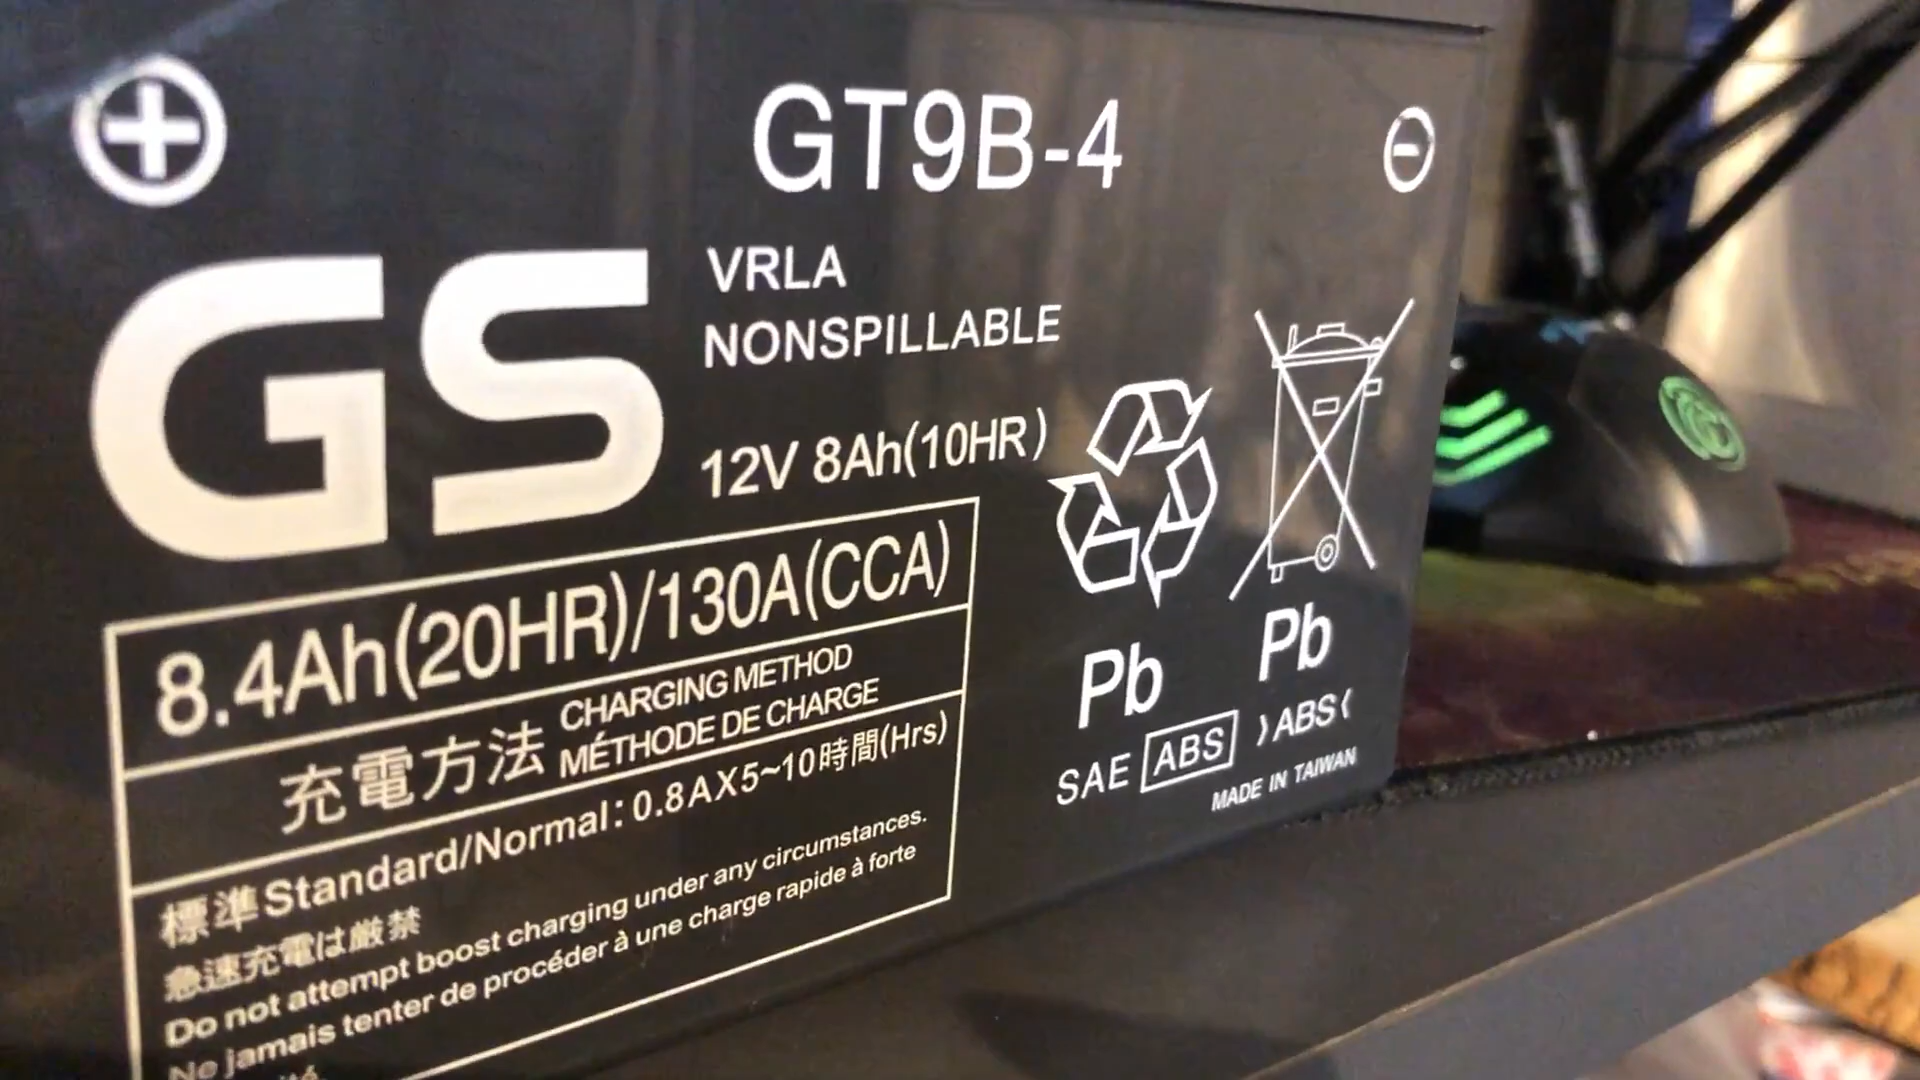 GT9B-4
GS
VRLA
NONSPILLABLE
12V 8Ah(10HR)
8.4Ah(20HR)/130A(CCA)
充電方法
CHARGING METHOD
MÉTHODE DE CHARGE
標準Standard/Normal:0.8AX5~10時間(Hrs)
急速充電は厳禁
Do not attempt boost charging under any circumstances.
Ne jamais tenter de procéder à une charge rapide à forte
Pb
Pb
SAE ABS
>ABS<
MADE IN TAIWAN